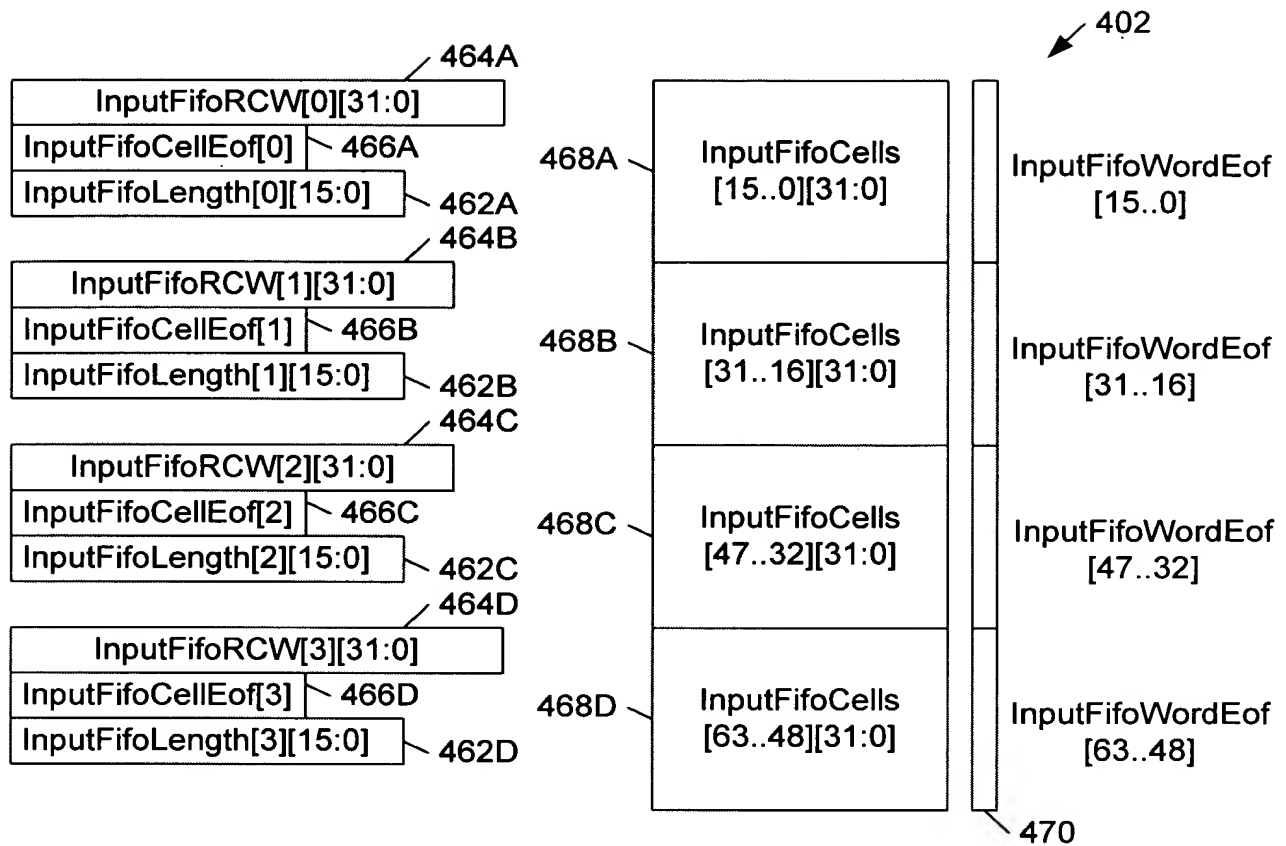 402
464A
InputFifoRCW[0][31:0]
InputFifoCellEof[0]
466A
InputFifoLength[0][15:0]
462A
464B
InputFifoRCW[1][31:0]
InputFifoCellEof[1]
466B
InputFifoLength[1][15:0]
462B
464C
InputFifoRCW[2][31:0]
InputFifoCellEof[2]
466C
InputFifoLength[2][15:0]
462C
464D
InputFifoRCW[3][31:0]
InputFifoCellEof[3]
466D
InputFifoLength[3][15:0]
462D
468A
InputFifoCells
[15..0][31:0]
InputFifoWordEof
[15..0]
468B
InputFifoCells
[31..16][31:0]
InputFifoWordEof
[31..16]
468C
InputFifoCells
[47..32][31:0]
InputFifoWordEof
[47..32]
468D
InputFifoCells
[63..48][31:0]
InputFifoWordEof
[63..48]
470